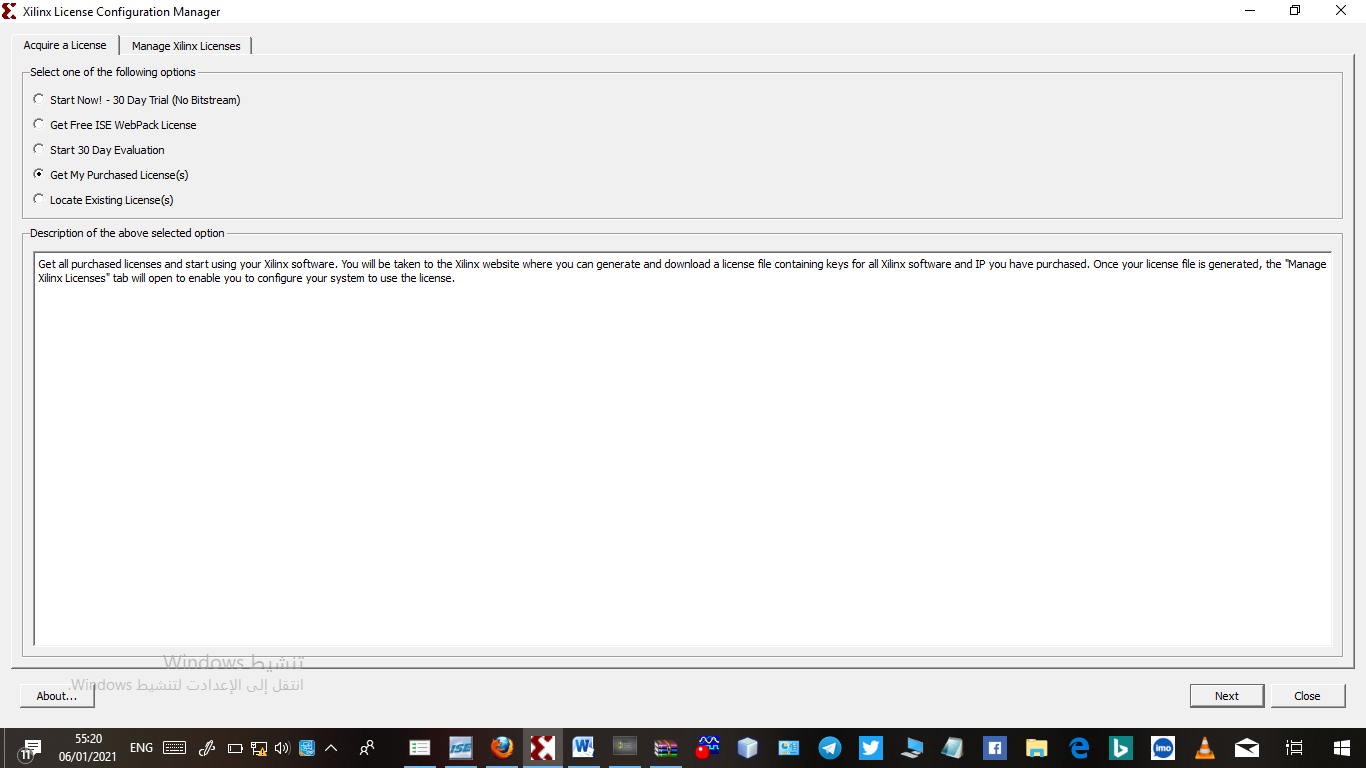 Xilinx License Configuration Manager
Acquire a License
Manage Xilinx Licenses
Select one of the following options
Start Now! - 30 Day Trial (No Bitstream)
Get Free ISE WebPack License
Start 30 Day Evaluation
Get My Purchased License(s)
Locate Existing License(s)
Description of the above selected option
Get all purchased licenses and start using your Xilinx software. You will be taken to the Xilinx website where you can generate and download a license file containing keys for all Xilinx software and IP you have purchased. Once your license file is generated, the "Manage
Xilinx Licenses" tab will open to enable you to configure your system to use the license.
تنشيط Windows
انتقل إلى الإعدادت لتنشيط Windows.
About...
Next
Close
11
55:20
06/01/2021
ENG
ISE
W
f
b
imo